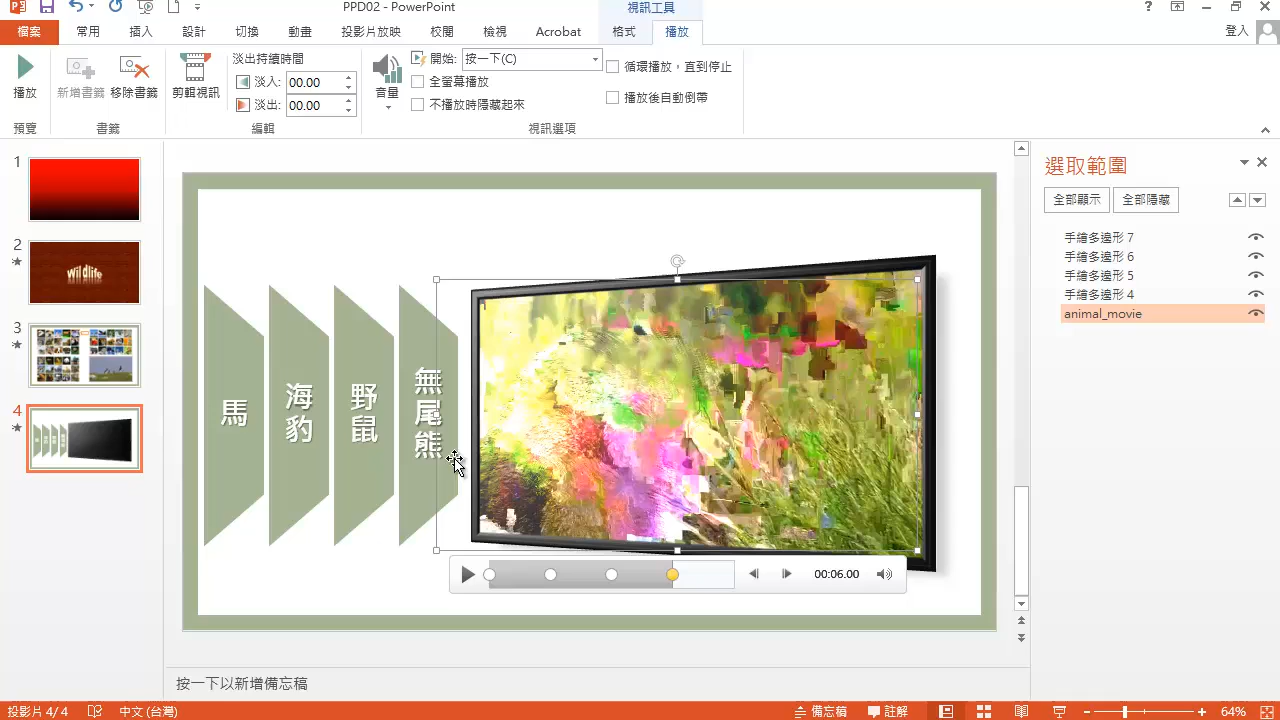 PPD02 - PowerPoint
視訊工具
檔案 常用 插入 設計 切換 動畫 投影片放映 校閱 檢視 Acrobat 格式 播放 登入
播放
新增書籤
移除書籤
剪輯視訊
淡出持續時間
淡入: 00.00
淡出: 00.00
音量
開始: 按一下(C)
全螢幕播放
不播放時隱藏起來
循環播放，直到停止
播放後自動倒帶
預覽 書籤 編輯 視訊選項
1
2
Wildlife
3
4
馬
海豹
野鼠
無尾熊
00:06.00
選取範圍
全部顯示 全部隱藏
手繪多邊形 7
手繪多邊形 6
手繪多邊形 5
手繪多邊形 4
animal_movie
按一下以新增備忘稿
投影片 4/4 中文 (台灣) 備忘稿 註解 64%